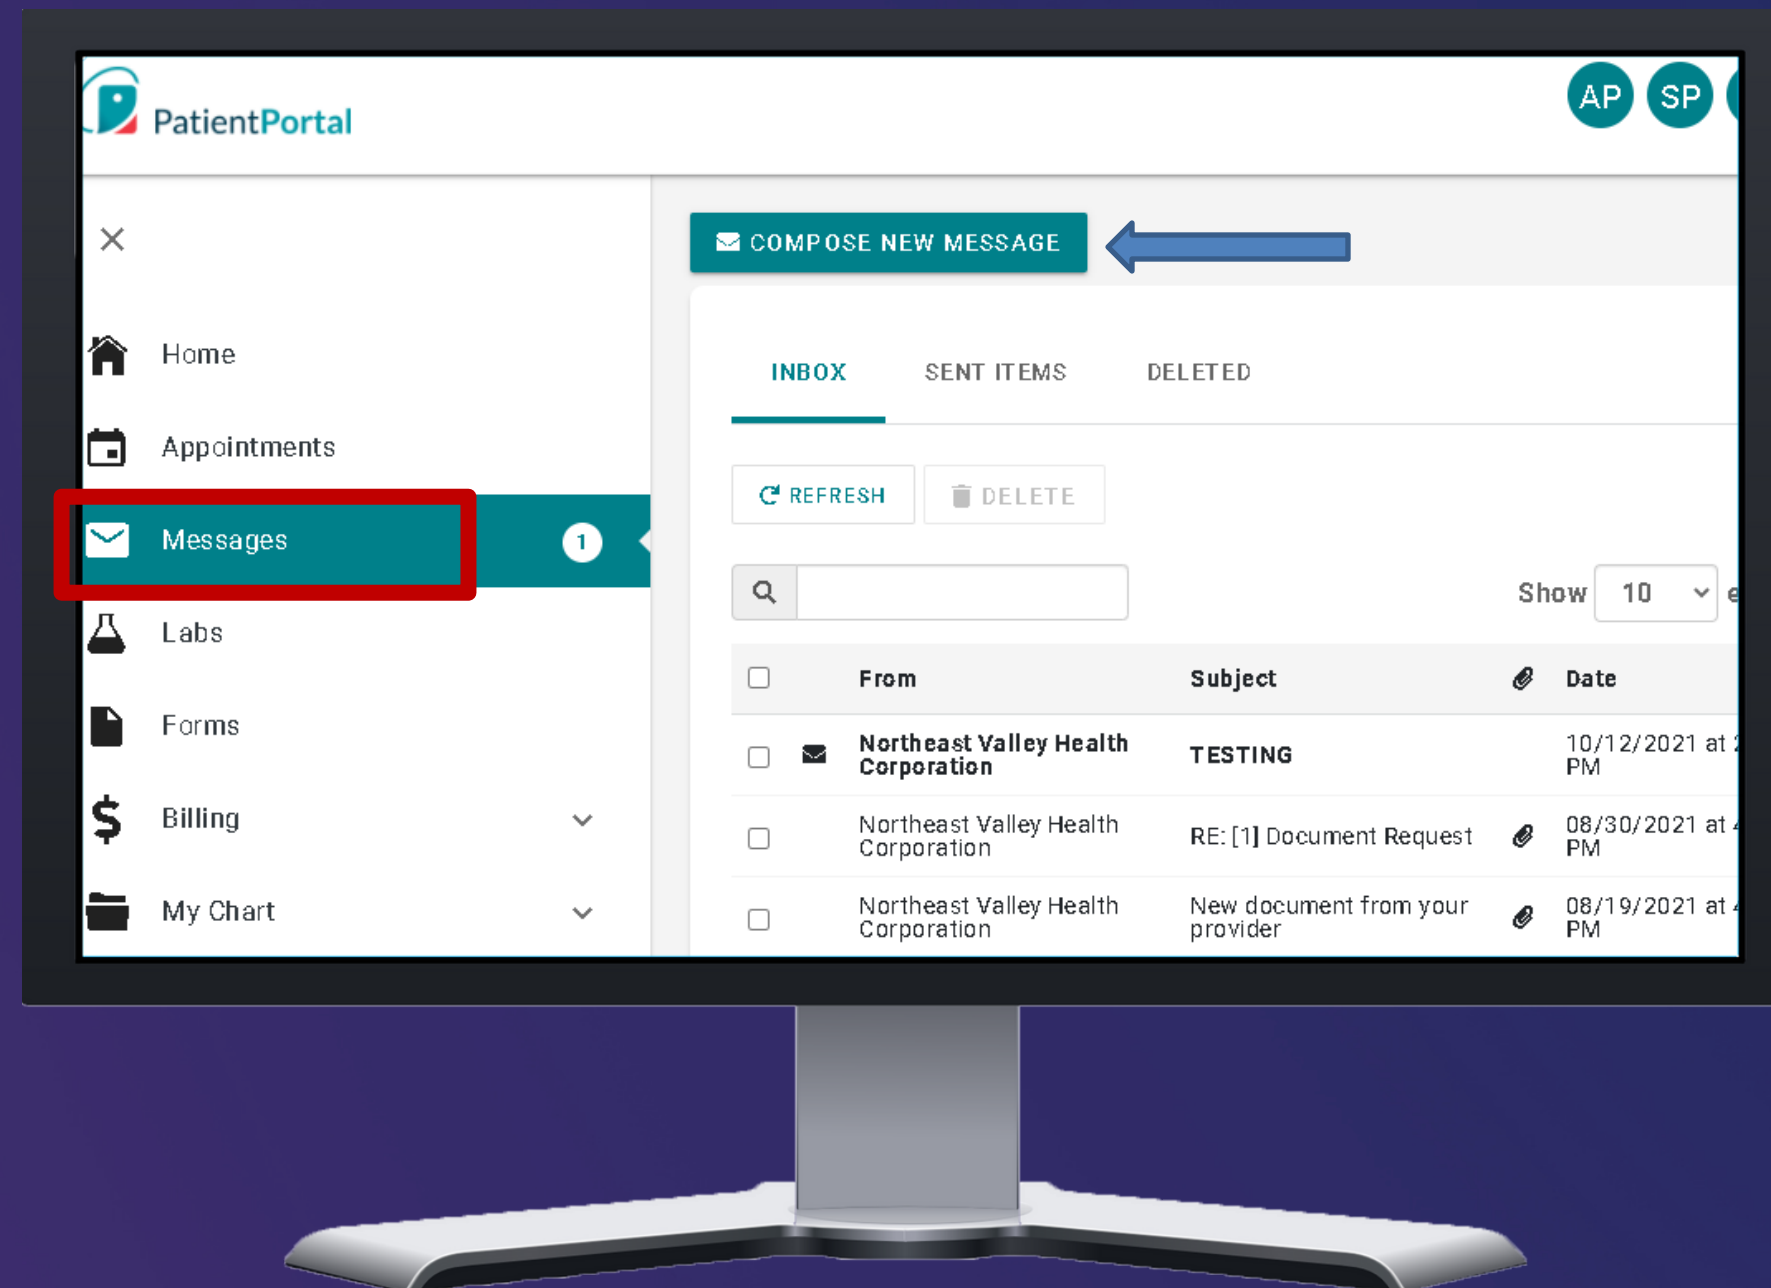 PatientPortal
AP SP
COMPOSE NEW MESSAGE
Home
Appointments
Messages 1
Labs
Forms
Billing
My Chart
INBOX SENT ITEMS DELETED
REFRESH DELETE
Show 10
From Subject Date
Northeast Valley Health
Corporation
TESTING
10/12/2021 at
PM
Northeast Valley Health
Corporation
RE: [1] Document Request
08/30/2021 at
PM
Northeast Valley Health
Corporation
New document from your
provider
08/19/2021 at
PM